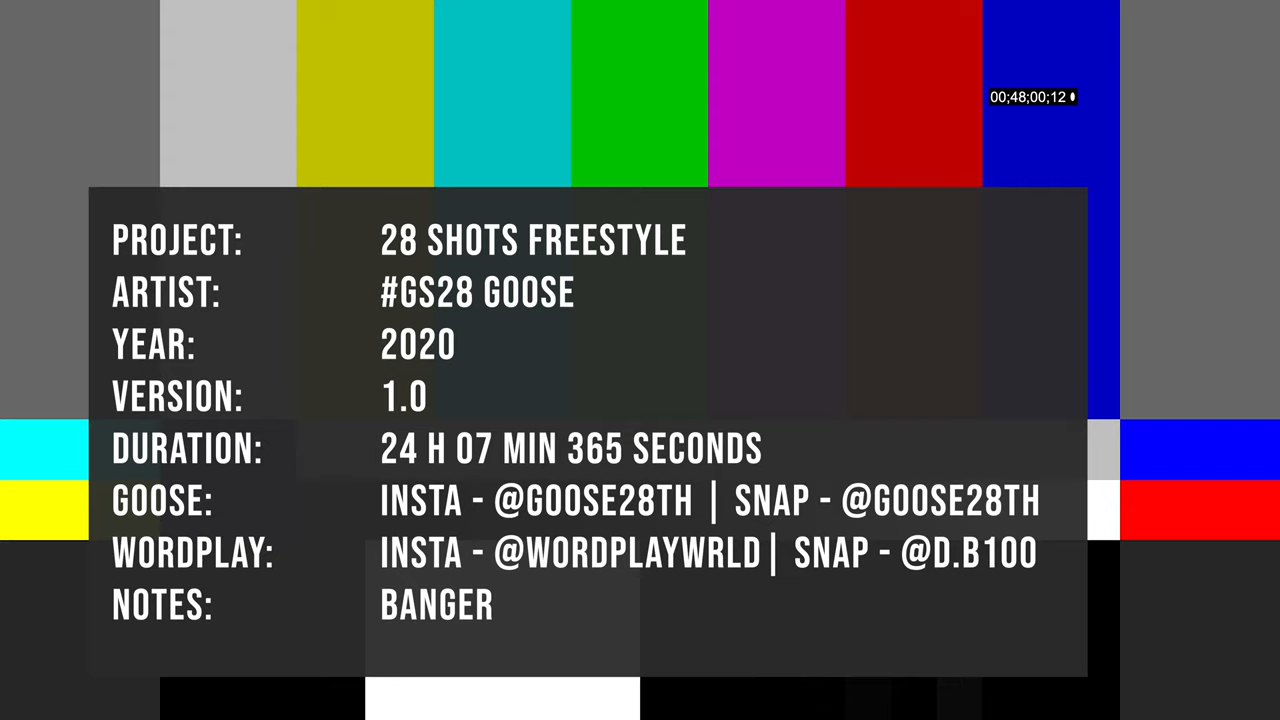 00;48;00;12
PROJECT: 28 SHOTS FREESTYLE
ARTIST: #GS28 GOOSE
YEAR: 2020
VERSION: 1.0
DURATION: 24 H 07 MIN 365 SECONDS
GOOSE: INSTA - @GOOSE28TH | SNAP - @GOOSE28TH
WORDPLAY: INSTA - @WORDPLAYWRLD| SNAP - @D.B100
NOTES: BANGER